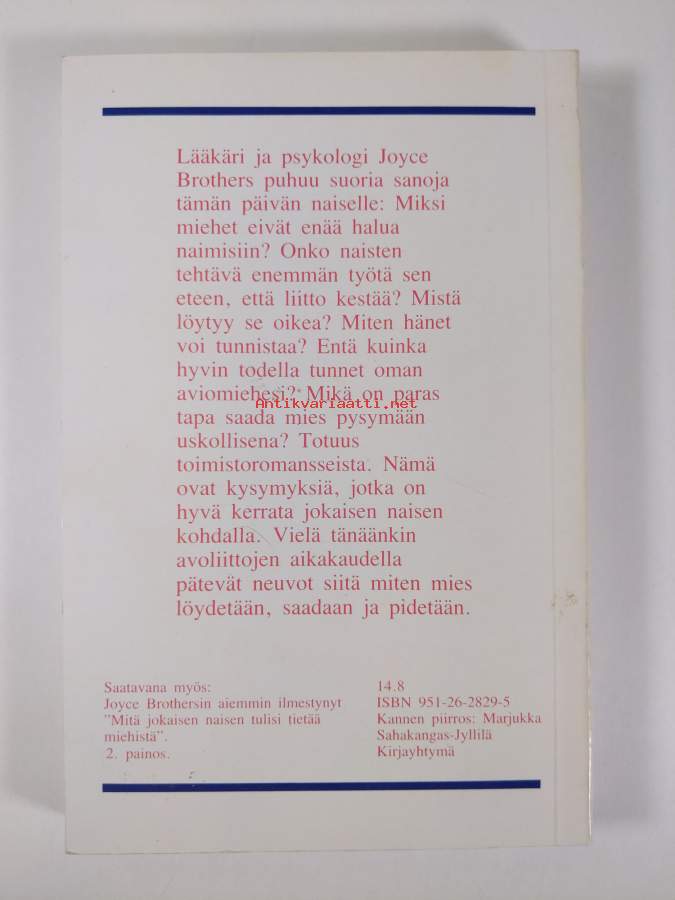 Lääkäri ja psykologi Joyce
Brothers puhuu suoria sanoja
tämän päivän naiselle: Miksi
miehet eivät enää halua
naimisiin? Onko naisten
tehtävä enemmän työtä sen
eteen, että liitto kestää? Mistä
löytyy se oikea? Miten hänet
voi tunnistaa? Entä kuinka
hyvin todella tunnet oman
aviomiehesi? Mikä on paras
Antikvariaatti.net
tapa saada mies pysymään
uskollisena? Totuus
toimistoromansseista. Nämä
ovat kysymyksiä, jotka on
hyvä kerrata jokaisen naisen
kohdalla. Vielä tänäänkin
avoliittojen aikakaudella
pätevät neuvot siitä miten mies
löydetään, saadaan ja pidetään.
Saatavana myös:
Joyce Brothersin aiemmin ilmestynyt
”Mitä jokaisen naisen tulisi tietää
miehistä”.
2. painos.
14.8
ISBN 951-26-2829-5
Kannen piirros: Marjukka
Sahakangas-Jyllilä
Kirjayhtymä